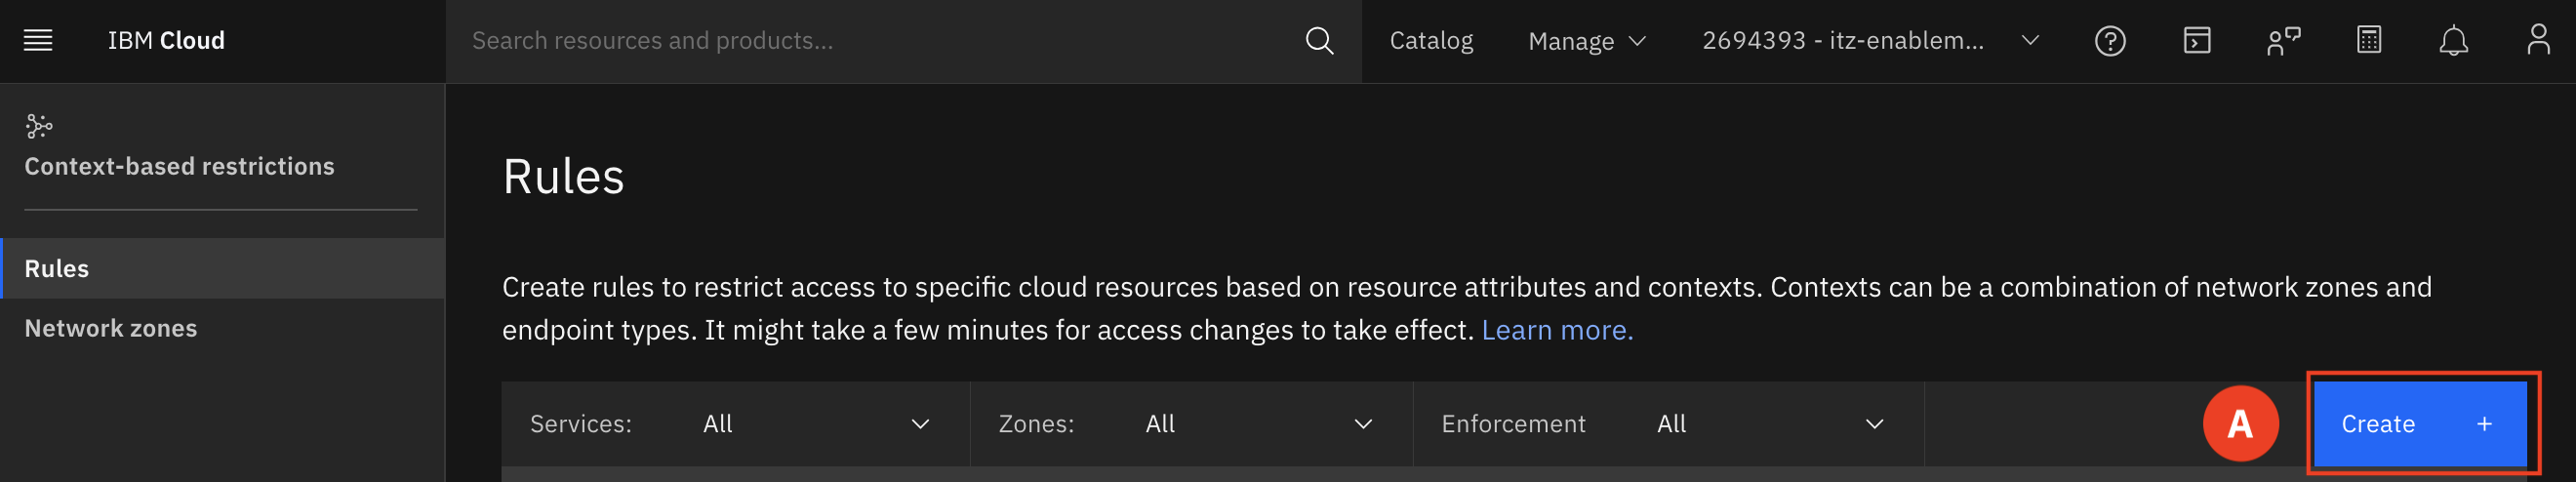 IBM Cloud
Search resources and products...
Catalog
Manage
2694393 - itz-enablem...
Context-based restrictions
Rules
Network zones
Rules
Create rules to restrict access to specific cloud resources based on resource attributes and contexts. Contexts can be a combination of network zones and
endpoint types. It might take a few minutes for access changes to take effect. Learn more.
Services: All
Zones: All
Enforcement All
A
Create +